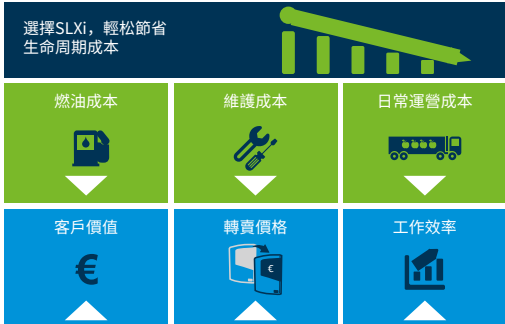 選擇SLXi，輕松節省
生命周期成本
燃油成本
維護成本
日常運營成本
客戶價值
轉賣價格
工作效率
€
€